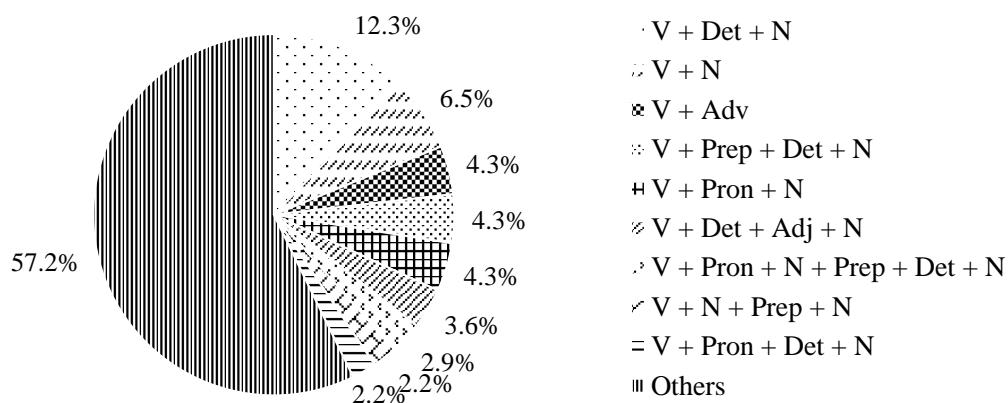 12.3%
6.5%
4.3%
4.3%
4.3%
3.6%
2.9%
2.2%
2.2%
57.2%
V + Det + N
V + N
V + Adv
V + Prep + Det + N
V + Pron + N
V + Det + Adj + N
V + Pron + N + Prep + Det + N
V + N + Prep + N
V + Pron + Det + N
Others